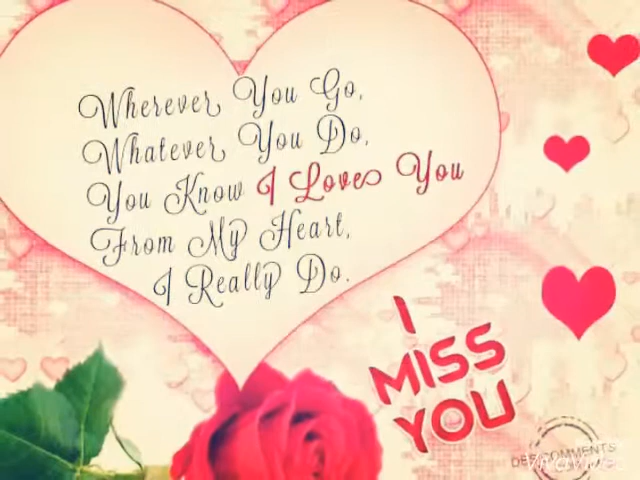 Wherever You Go,
Whatever You Do,
You Know I Love You
From My Heart,
I Really Do.
I
MISS
YOU